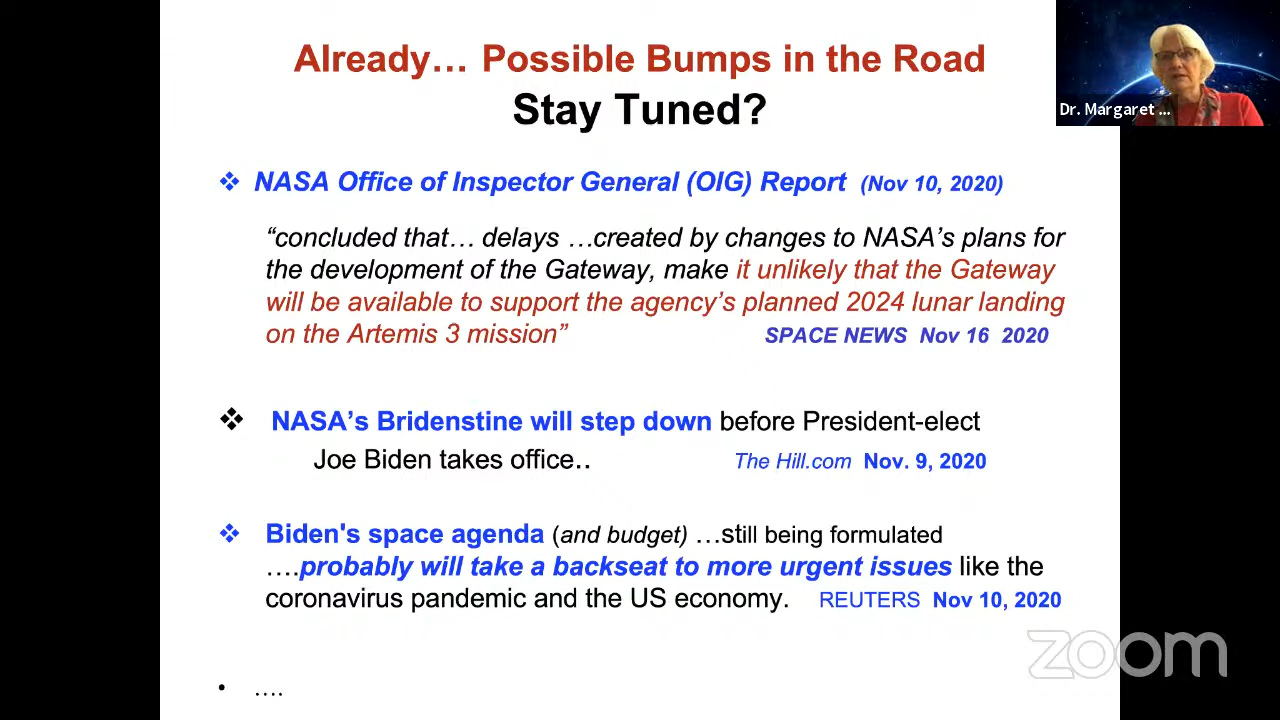 Already… Possible Bumps in the Road
Stay Tuned?
Dr. Margaret ...
❖ NASA Office of Inspector General (OIG) Report (Nov 10, 2020)
“concluded that… delays …created by changes to NASA’s plans for
the development of the Gateway, make it unlikely that the Gateway
will be available to support the agency’s planned 2024 lunar landing
on the Artemis 3 mission” SPACE NEWS Nov 16 2020
❖ NASA’s Bridenstine will step down before President-elect
Joe Biden takes office.. The Hill.com Nov. 9, 2020
❖ Biden's space agenda (and budget) …still being formulated
….probably will take a backseat to more urgent issues like the
coronavirus pandemic and the US economy. REUTERS Nov 10, 2020
zoom
• ….